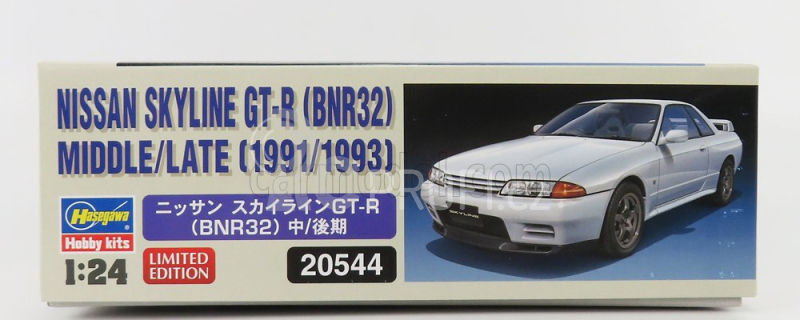 NISSAN SKYLINE GT-R (BNR32)
MIDDLE/LATE (1991/1993)
Hasegawa
Hobby kits
ニッサン スカイラインGT-R
(BNR32) 中/後期
1:24
LIMITED
EDITION
20544
SKYLINE